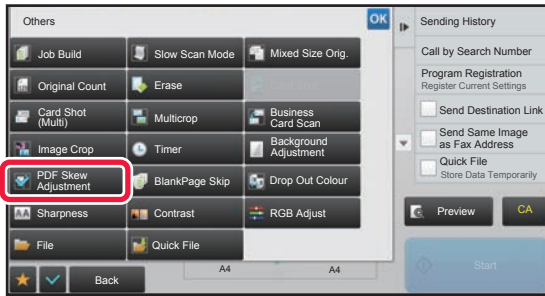 Others
OK
Job Build
Slow Scan Mode
Mixed Size Orig.
Original Count
Erase
Card Shot
(Multi)
Multicrop
Business
Card Scan
Image Crop
Timer
Background
Adjustment
PDF Skew
Adjustment
BlankPage Skip
Drop Out Colour
AA Sharpness
Contrast
RGB Adjust
File
Quick File
Back
A4
A4
Sending History
Call by Search Number
Program Registration
Register Current Settings
Send Destination Link
Send Same Image
as Fax Address
Quick File
Store Data Temporarily
Preview
CA
Start